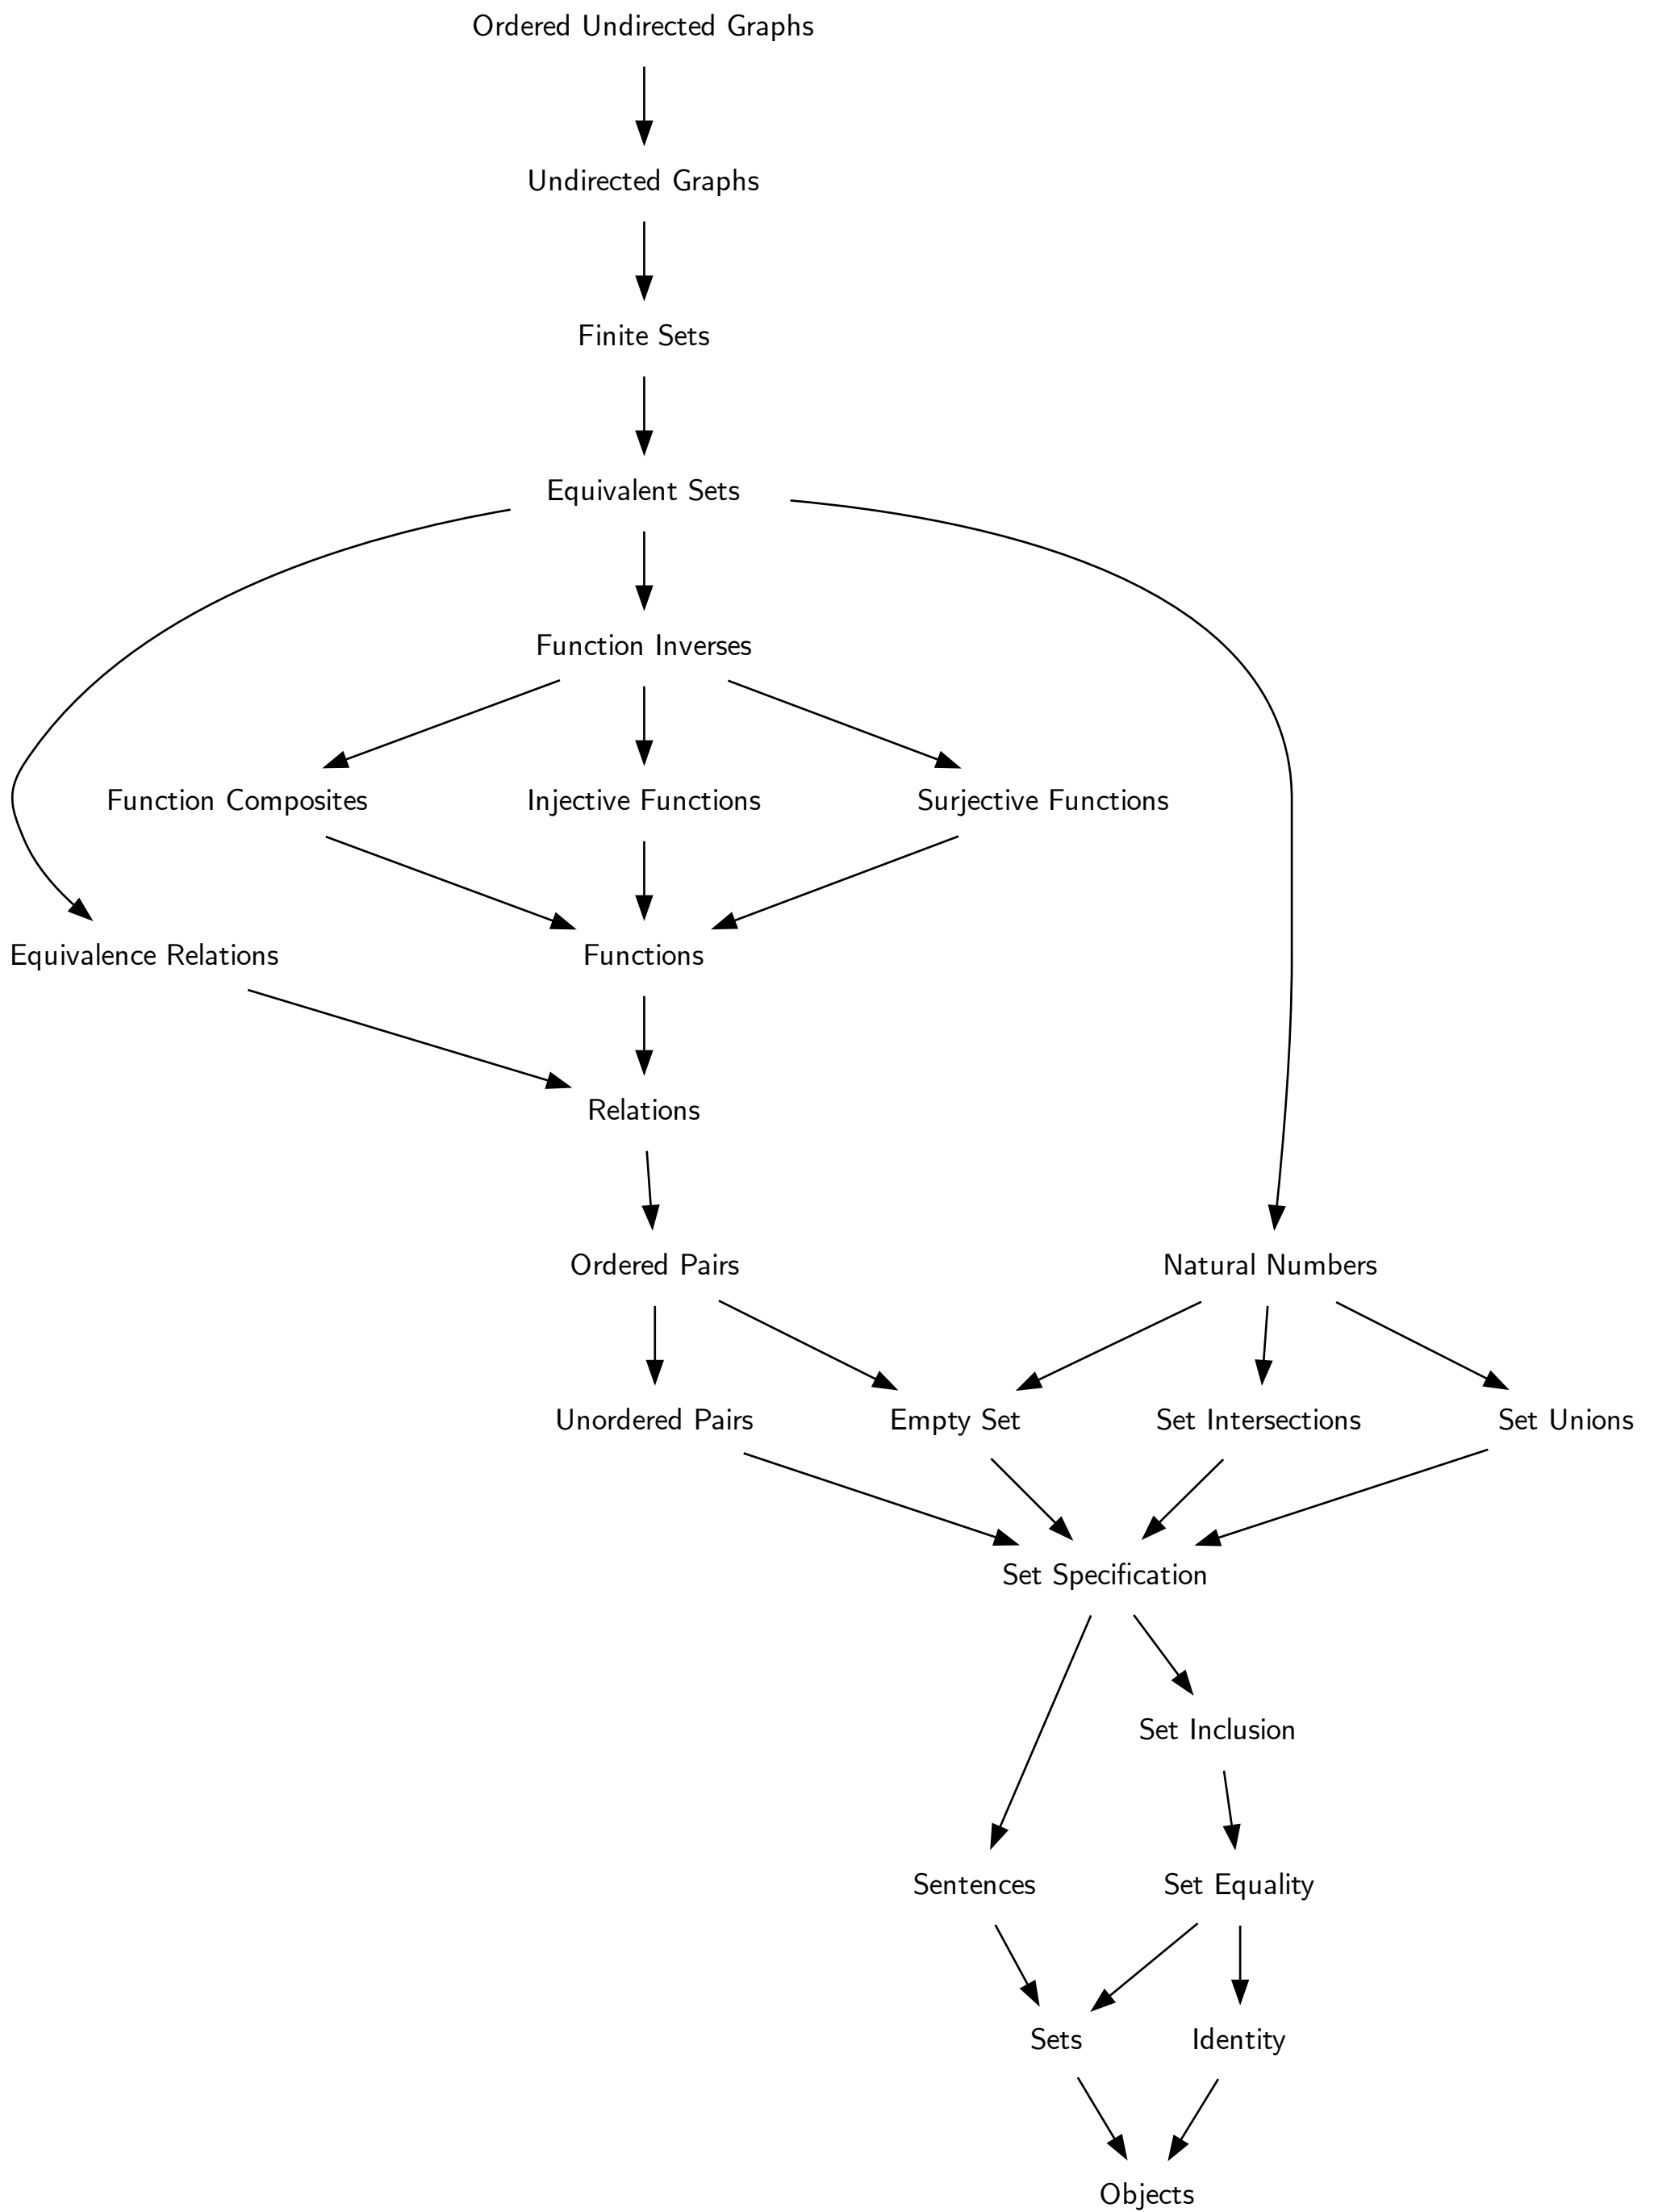 Ordered Undirected Graphs
Undirected Graphs
Finite Sets
Equivalent Sets
Function Inverses
Function Composites
Injective Functions
Surjective Functions
Equivalence Relations
Functions
Relations
Ordered Pairs
Natural Numbers
Unordered Pairs
Empty Set
Set Intersections
Set Unions
Set Specification
Set Inclusion
Sentences
Set Equality
Sets
Identity
Objects